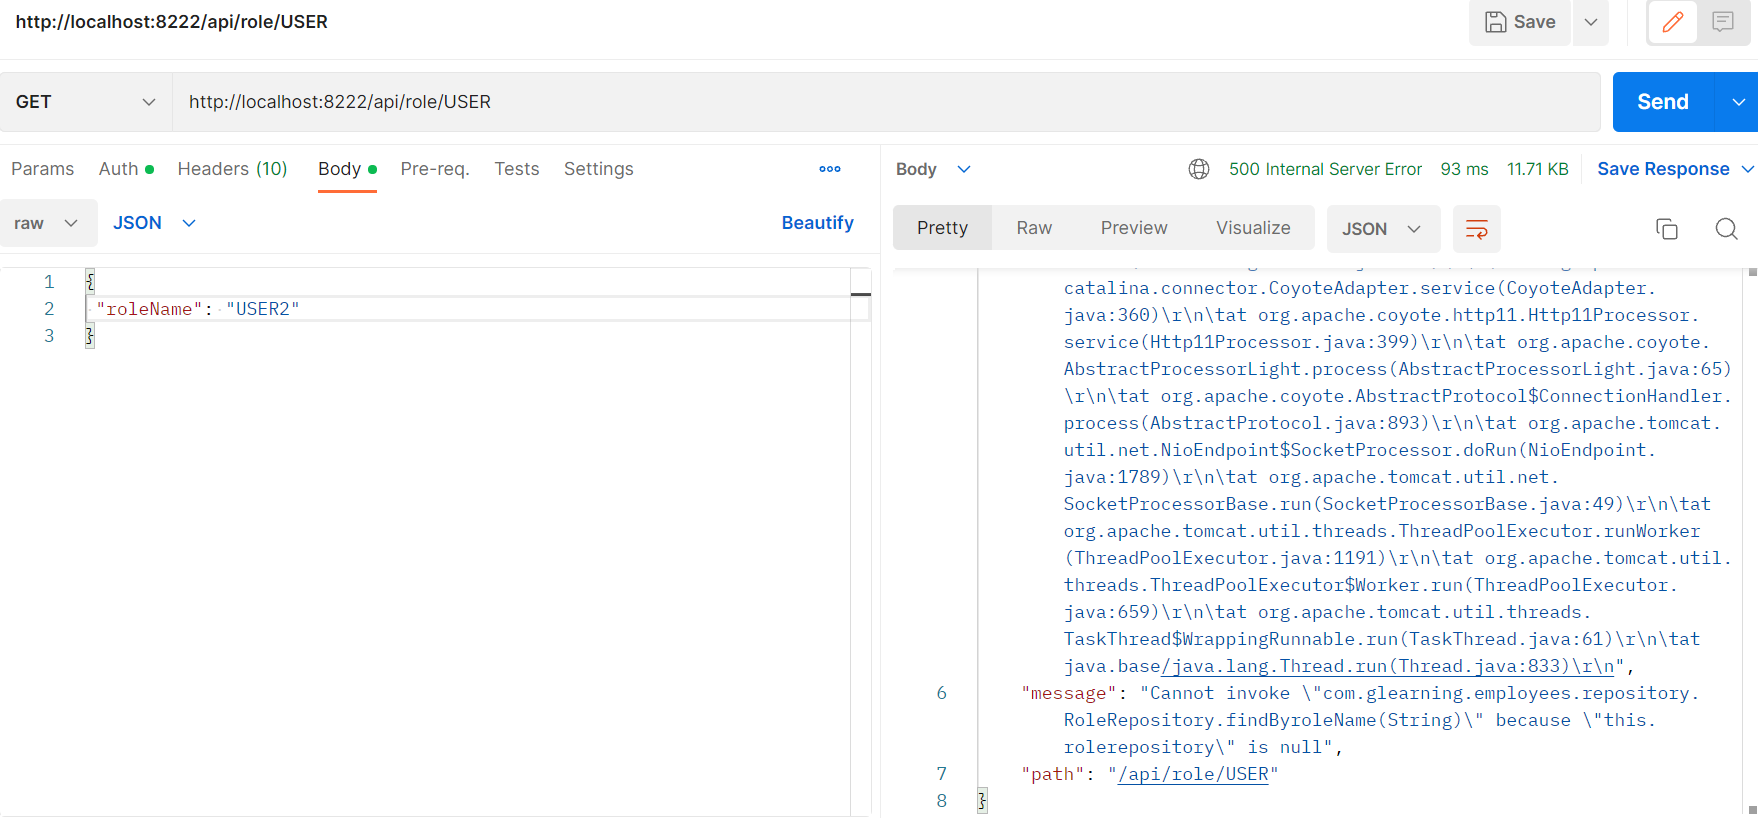 http://localhost:8222/api/role/USER
Save
GET
http://localhost:8222/api/role/USER
Send
Params Auth Headers (10) Body Pre-req. Tests Settings
raw JSON Beautify
1 {
2 "roleName": "USER2"
3 }
Body 500 Internal Server Error 93 ms 11.71 KB Save Response
Pretty Raw Preview Visualize JSON
catalina.connector.CoyoteAdapter.service(CoyoteAdapter.
java:360)\r\n\tat org.apache.coyote.http11.Http11Processor.
service(Http11Processor.java:399)\r\n\tat org.apache.coyote.
AbstractProcessorLight.process(AbstractProcessorLight.java:65)
\r\n\tat org.apache.coyote.AbstractProtocol$ConnectionHandler.
process(AbstractProtocol.java:893)\r\n\tat org.apache.tomcat.
util.net.NioEndpoint$SocketProcessor.doRun(NioEndpoint.
java:1789)\r\n\tat org.apache.tomcat.util.net.
SocketProcessorBase.run(SocketProcessorBase.java:49)\r\n\tat
org.apache.tomcat.util.threads.ThreadPoolExecutor.runWorker
(ThreadPoolExecutor.java:1191)\r\n\tat org.apache.tomcat.util.
threads.ThreadPoolExecutor$Worker.run(ThreadPoolExecutor.
java:659)\r\n\tat org.apache.tomcat.util.threads.
TaskThread$WrappingRunnable.run(TaskThread.java:61)\r\n\tat
java.base/java.lang.Thread.run(Thread.java:833)\r\n",
6 "message": "Cannot invoke \"com.glearning.employees.repository.
RoleRepository.findByroleName(String)\" because \"this.
rolerepository\" is null",
7 "path": "/api/role/USER"
8 }